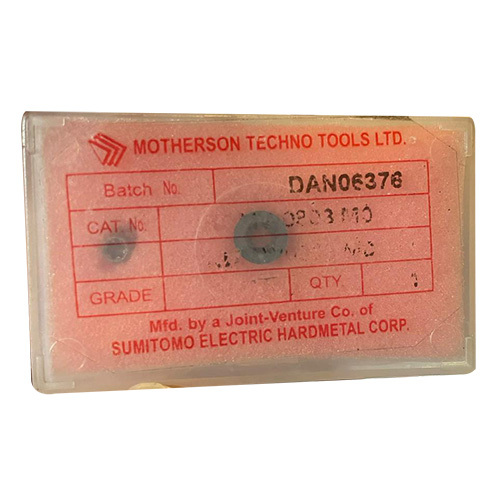 MOTHERSON TECHNO TOOLS LTD.
Batch No. DAN06376
CAT. No.
GRADE QTY. 1
Mfd. by a Joint-Venture Co. of
SUMITOMO ELECTRIC HARDMETAL CORP.